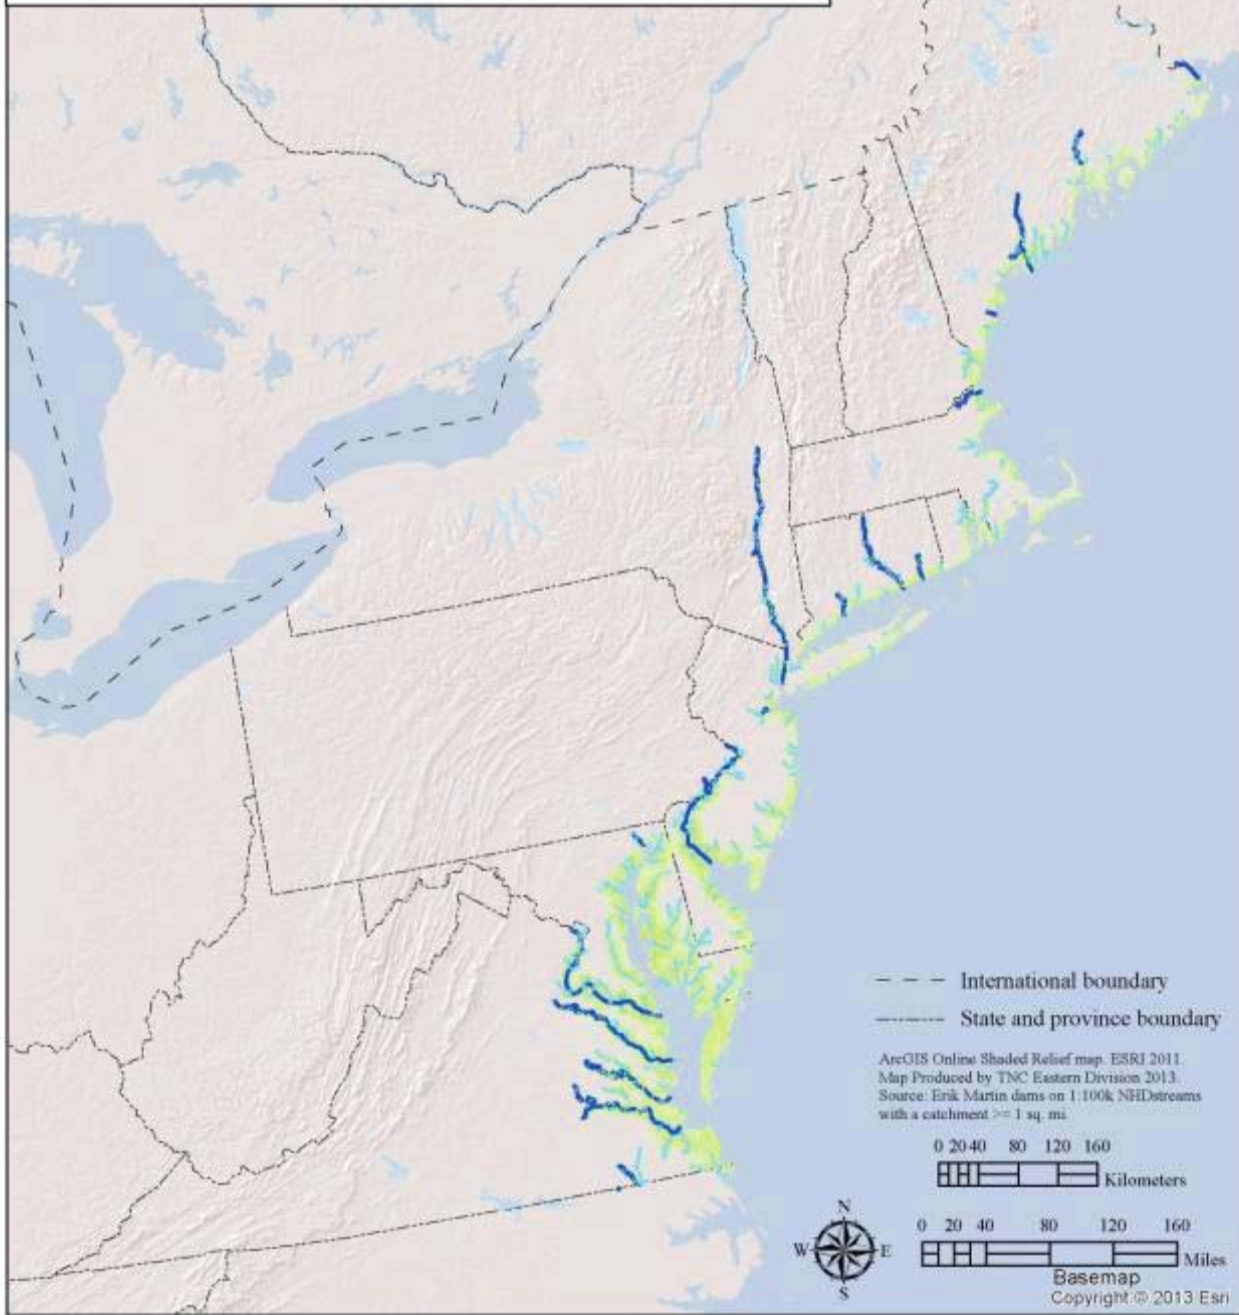 International boundary
State and province boundary
ArcGIS Online Shaded Relief map. ESRI 2011.
Map Produced by TNC Eastern Division 2013.
Source: Erik Martin dams on 1:100k NHDstreams
with a catchment >= 1 sq. mi.
0 20 40 80 120 160
Kilometers
N
W E
S
0 20 40 80 120 160
Miles
Basemap
Copyright:© 2013 Esri